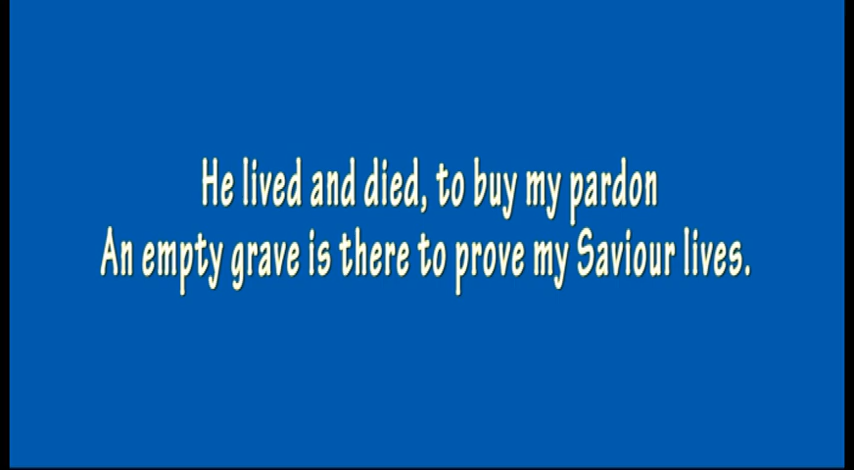 He lived and died, to buy my pardon
An empty grave is there to prove my Saviour lives.